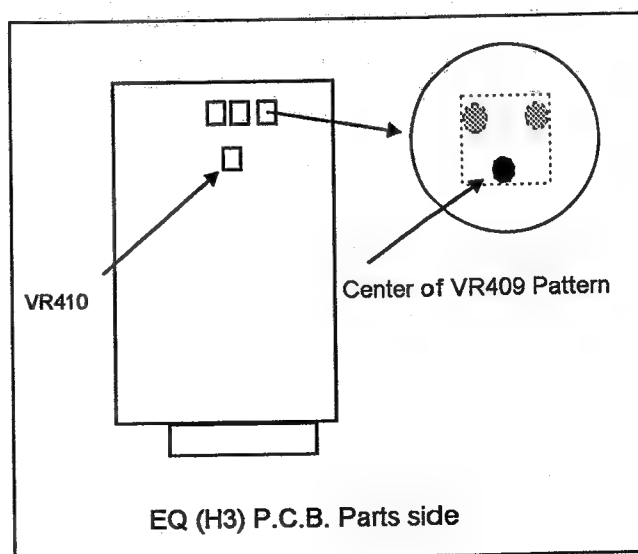 VR410
Center of VR409 Pattern
EQ (H3) P.C.B. Parts side